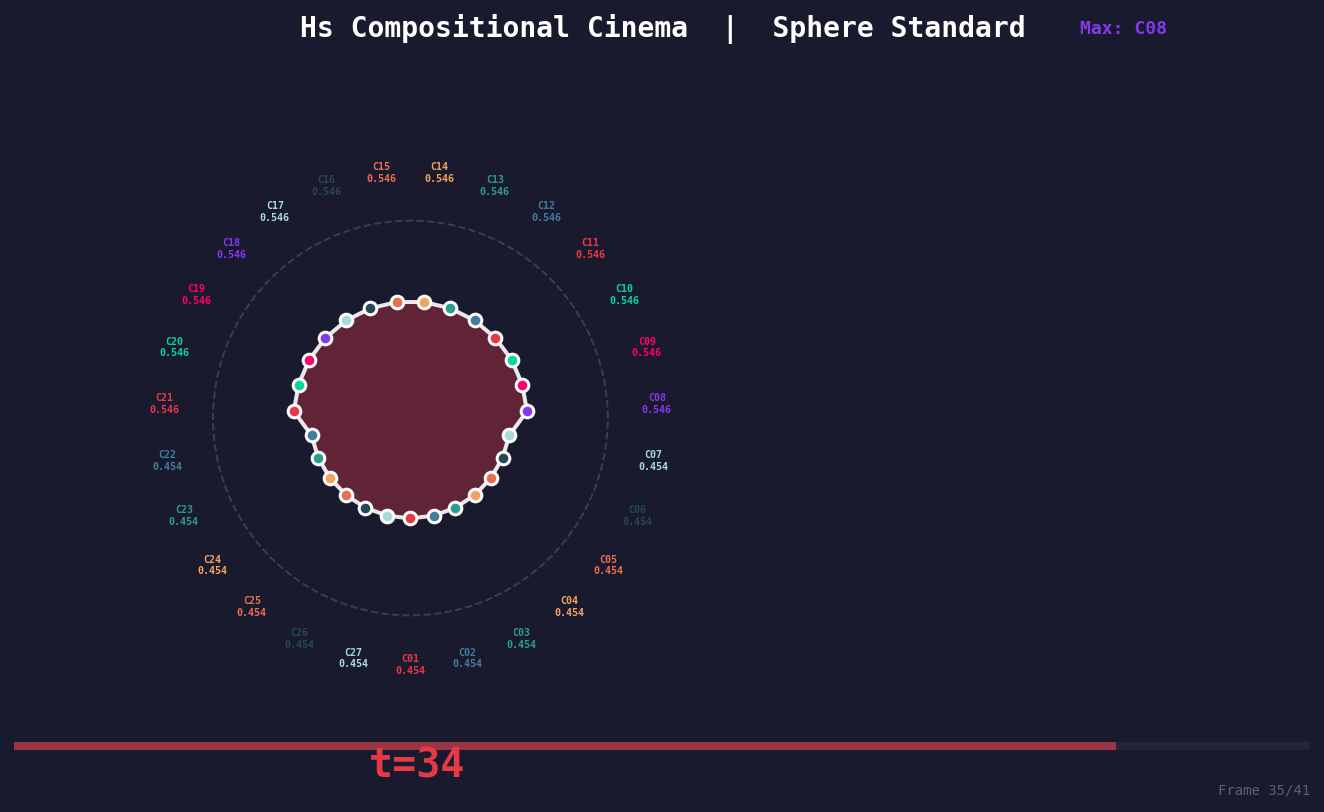 Hs Compositional Cinema | Sphere Standard
Max: C08
C15
0.546
C14
0.546
C16
0.546
C13
0.546
C17
0.546
C12
0.546
C18
0.546
C11
0.546
C19
0.546
C10
0.546
C20
0.546
C09
0.546
C21
0.546
C08
0.546
C22
0.454
C07
0.454
C23
0.454
C06
0.454
C24
0.454
C05
0.454
C25
0.454
C04
0.454
C26
0.454
C03
0.454
C27
0.454
C01
0.454
C02
0.454
t=34
Frame 35/41